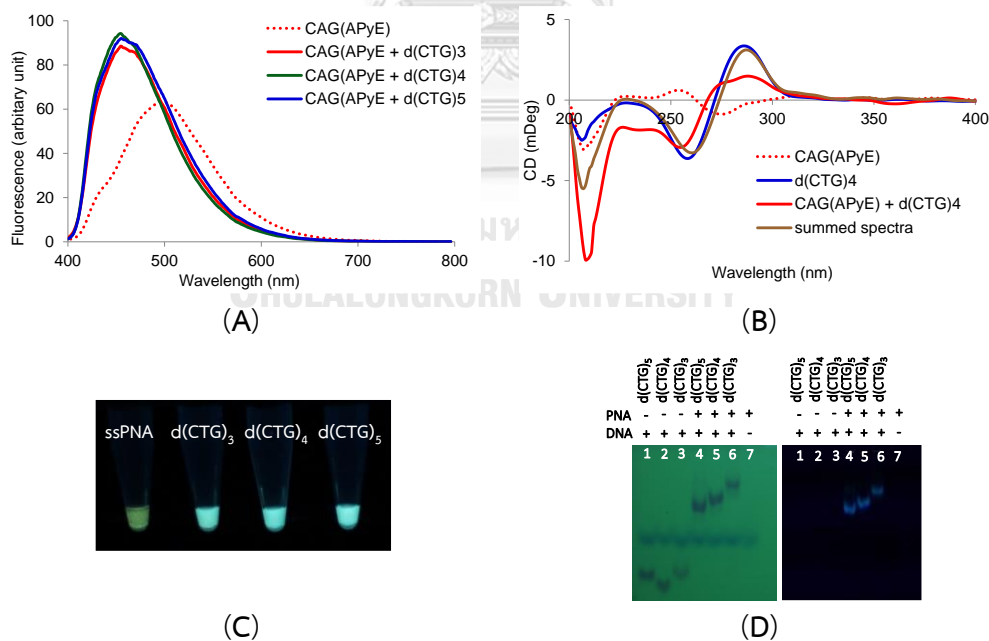 100
80
60
40
20
0
400
500
600
700
800
Fluorescence (arbitrary unit)
Wavelength (nm)
CAG(APyE)
CAG(APyE + d(CTG)3
CAG(APyE + d(CTG)4
CAG(APyE + d(CTG)5
(A)
5
0
-5
-10
200
250
300
350
400
CD (mDeg)
Wavelength (nm)
CAG(APyE)
d(CTG)4
CAG(APyE) + d(CTG)4
summed spectra
CHULALONGKORN UNIVERSITY
(B)
ssPNA d(CTG)3 d(CTG)4 d(CTG)5
(C)
d(CTG)5 d(CTG)4 d(CTG)3 d(CTG)5 d(CTG)4 d(CTG)3
PNA - - - + + + +
DNA + + + + + + -
1 2 3 4 5 6 7
d(CTG)5 d(CTG)4 d(CTG)3 d(CTG)5 d(CTG)4 d(CTG)3
- - - + + + +
+ + + + + + -
1 2 3 4 5 6 7
(D)